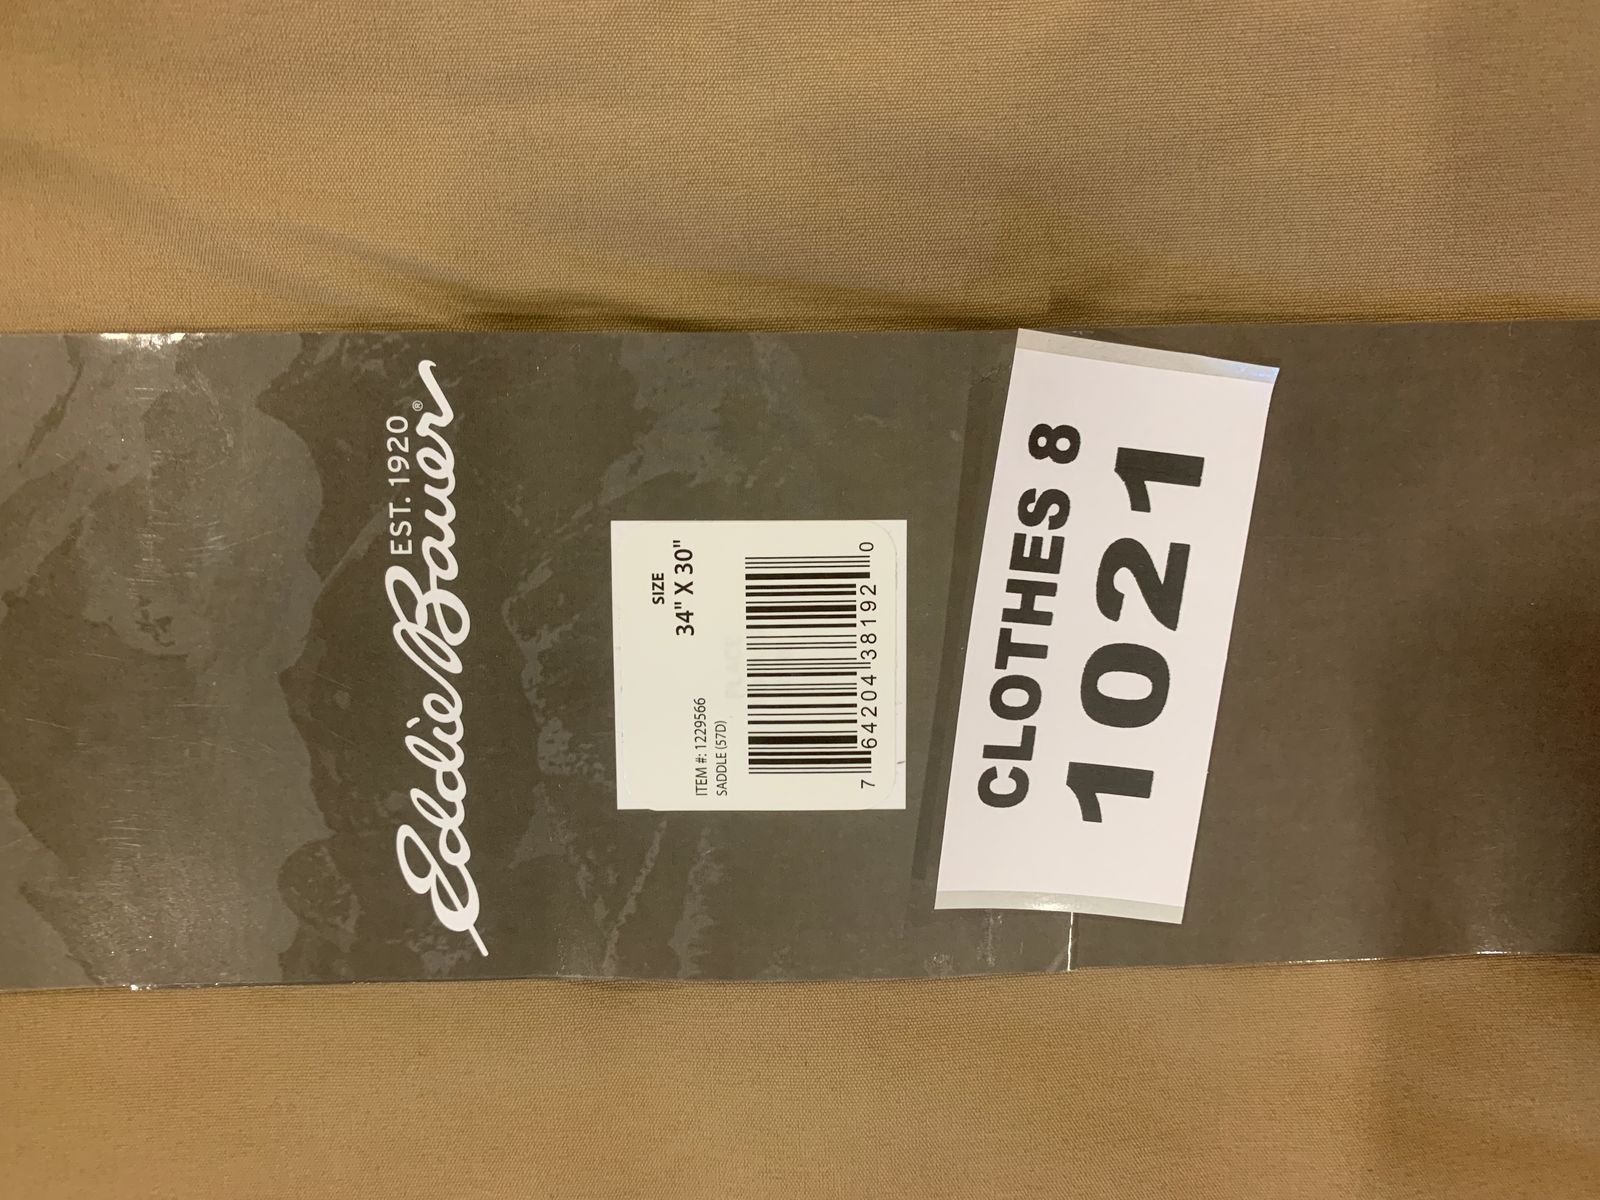 EST. 1920
Eddie Bauer®
SIZE
34" X 30"
ITEM #: 1229566
SADDLE (57D)
7 64204 38192 0
CLOTHES 8
1021